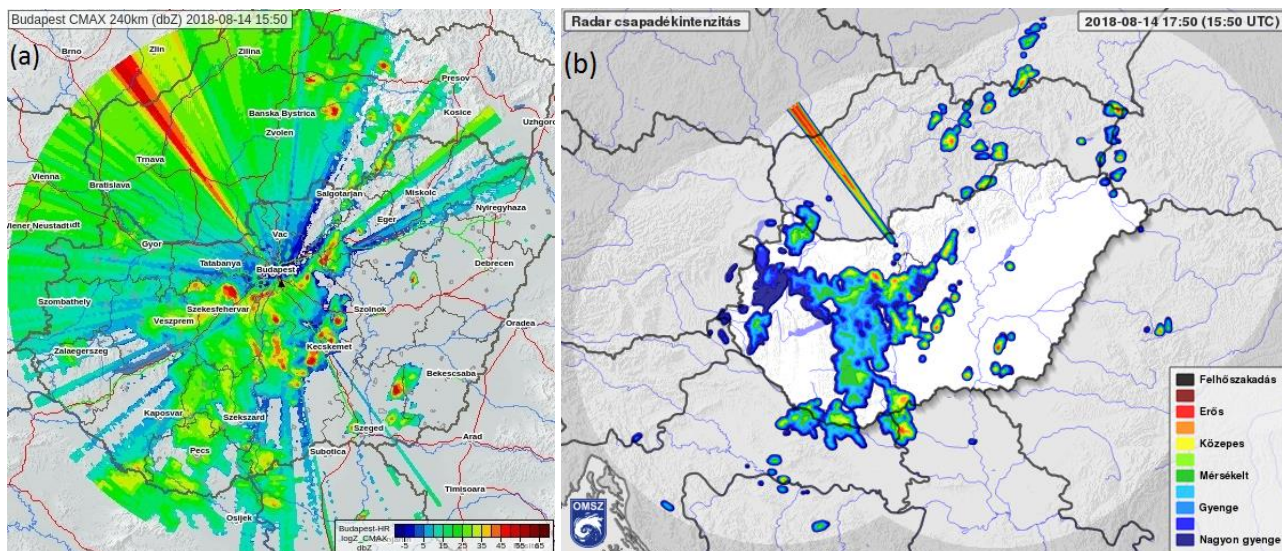 Budapest CMAX 240km (dbZ) 2018-08-14 15:50
(a)
Brno
Zlin
Zilina
Presov
Banska Bystrica
Kosice
Uzhgorod
Zvolen
Trnava
Vienna
Bratislava
Salgotarjan
Miskolc
Nyiregyhaza
Wiener Neustadt
Eger
Vac
Gyor
Tatabanya
Debrecen
Budapest
Szombathely
Szekesfehervar
Szolnok
Veszprem
Oradea
Zalaegerszeg
Kecskemet
Bekescsaba
Kaposvar
Szekszard
Szeged
Arad
Pecs
Subotica
Timisoara
Osijek
Budapest-HR
logZ_CMAX
dbZ
-5 5 15 25 35 45 55 65
Radar csapadékintenzitás
2018-08-14 17:50 (15:50 UTC)
(b)
Felhőszakadás
Erős
Közepes
Mérsékelt
Gyenge
Nagyon gyenge
OMSZ